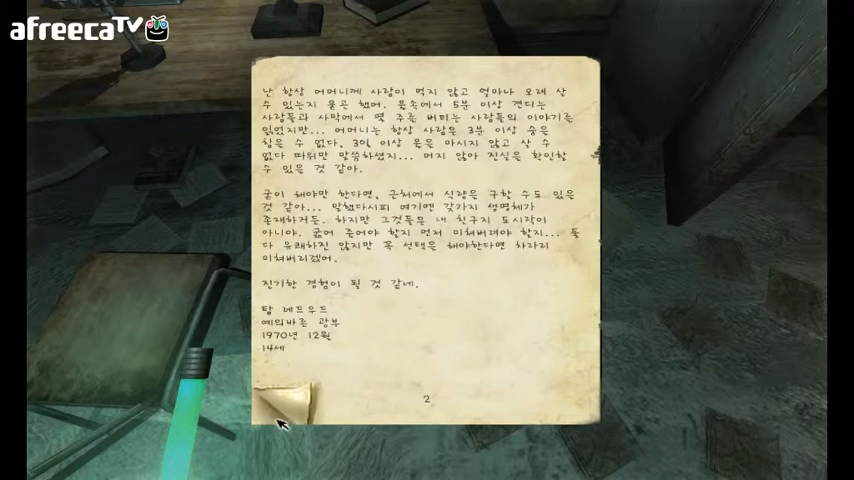 afreecaTV
난 항상 어머니께 사람이 먹지 않고 얼마나 오래 살
수 있는지 묻곤 했어. 물속에서 5분 이상 견디는
사람들과 사막에서 몇 주를 버티는 사람들의 이야기를
읽었지만... 어머니는 항상 사람은 3분 이상 숨을
참을 수 없다, 3일 이상 물을 마시지 않고 살 수
없다 따위만 말씀하셨지... 머지 않아 진실을 확인할
수 있을 것 같아.
굳이 해야만 한다면, 근처에서 식량을 구할 수도 있을
것 같아... 말했다시피 여기엔 갖가지 생명체가
존재하거든. 하지만 그것들은 내 친구지 도시락이
아니야. 굶어 죽어야 할지 먼저 미쳐버려야 할지... 둘
다 유쾌하진 않지만 꼭 선택을 해야한다면 차라리
미쳐버리겠어.
진기한 경험이 될 것 같네.
탐 레드우드
예의바른 광부
1970년 12월
14세
2